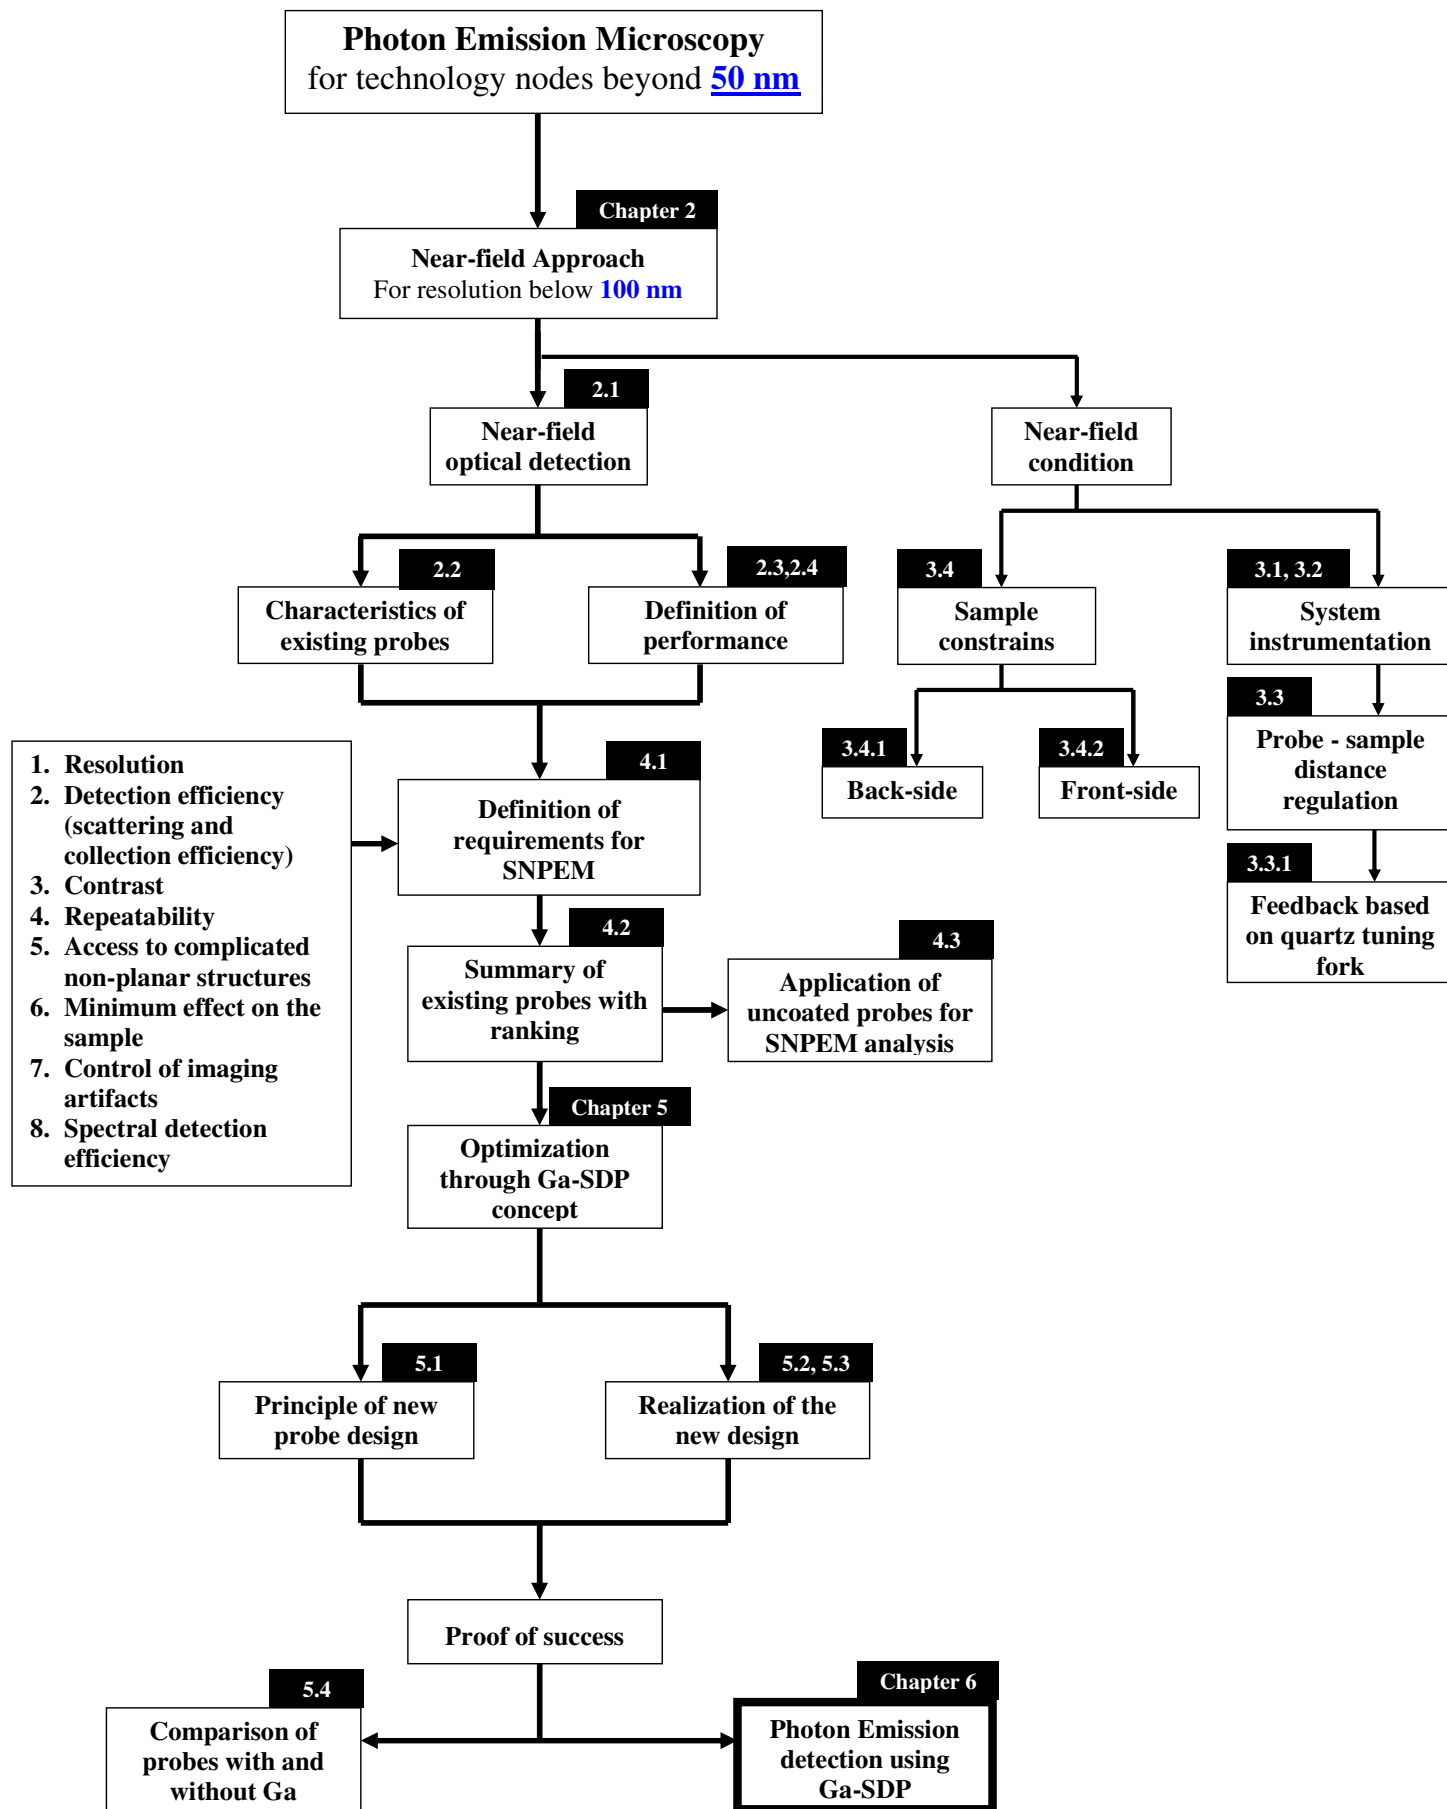 Photon Emission Microscopy
for technology nodes beyond 50 nm
Chapter 2
Near-field Approach
For resolution below 100 nm
2.1
Near-field
optical detection
Near-field
condition
2.2
Characteristics of
existing probes
2.3,2.4
Definition of
performance
3.4
Sample
constrains
3.1, 3.2
System
instrumentation
3.3
Probe - sample
distance
regulation
3.4.1
Back-side
3.4.2
Front-side
3.3.1
Feedback based
on quartz tuning
fork
1. Resolution
2. Detection efficiency
(scattering and
collection efficiency)
3. Contrast
4. Repeatability
5. Access to complicated
non-planar structures
6. Minimum effect on the
sample
7. Control of imaging
artifacts
8. Spectral detection
efficiency
4.1
Definition of
requirements for
SNPEM
4.2
Summary of
existing probes with
ranking
4.3
Application of
uncoated probes for
SNPEM analysis
Chapter 5
Optimization
through Ga-SDP
concept
5.1
Principle of new
probe design
5.2, 5.3
Realization of the
new design
Proof of success
5.4
Comparison of
probes with and
without Ga
Chapter 6
Photon Emission
detection using
Ga-SDP